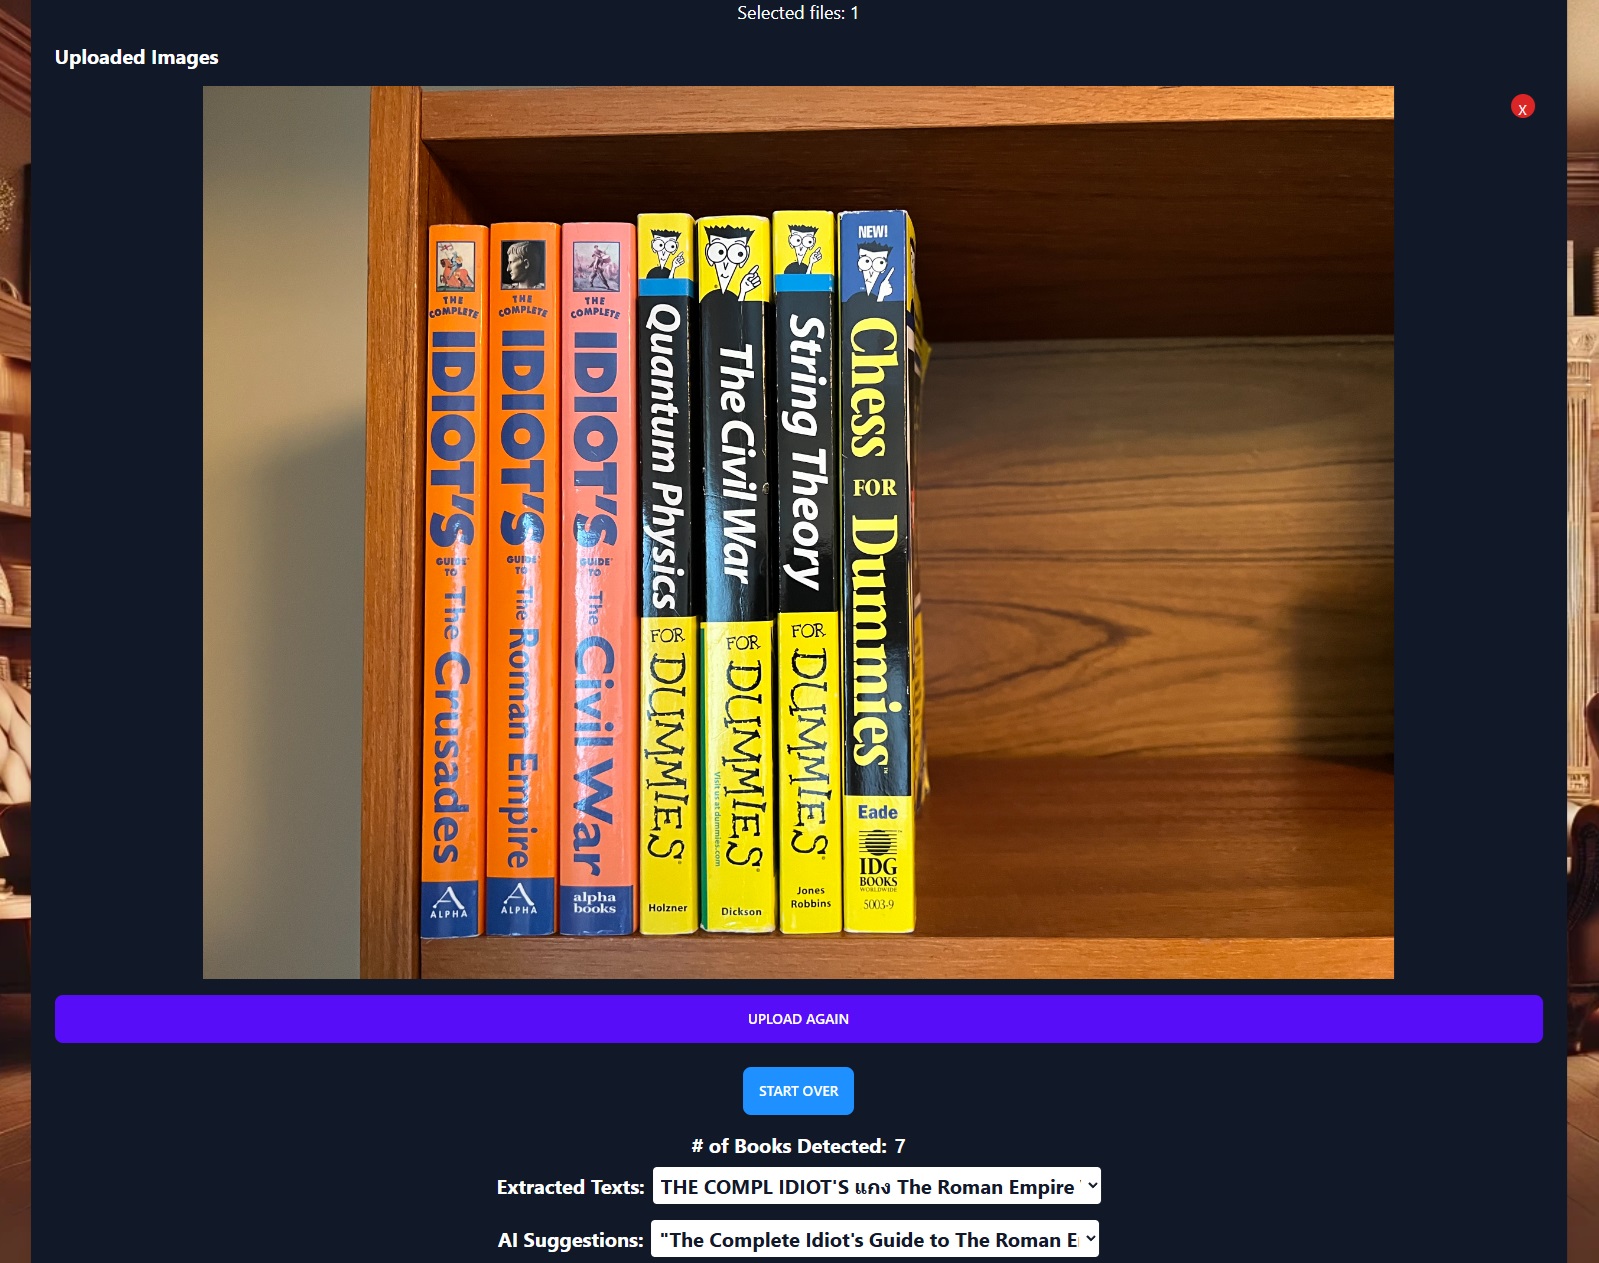 Selected files: 1
Uploaded Images
x
THE
COMPLETE
IDIOT'S
GUIDE TO
The Crusades
ALPHA
THE
COMPLETE
IDIOT'S
GUIDE TO
The Roman Empire
ALPHA
THE
COMPLETE
IDIOT'S
GUIDE TO
The Civil War
alpha
books
Quantum Physics
FOR
DUMMIES
Holzner
The Civil War
FOR
DUMMIES
Visit us at dummies.com
Dickson
String Theory
FOR
DUMMIES
Jones
Robbins
NEW!
Chess FOR Dummies™
Eade
IDG
BOOKS
WORLDWIDE
5003-9
UPLOAD AGAIN
START OVER
# of Books Detected: 7
Extracted Texts: THE COMPL IDIOT'S แกง The Roman Empire
AI Suggestions: "The Complete Idiot's Guide to The Roman E